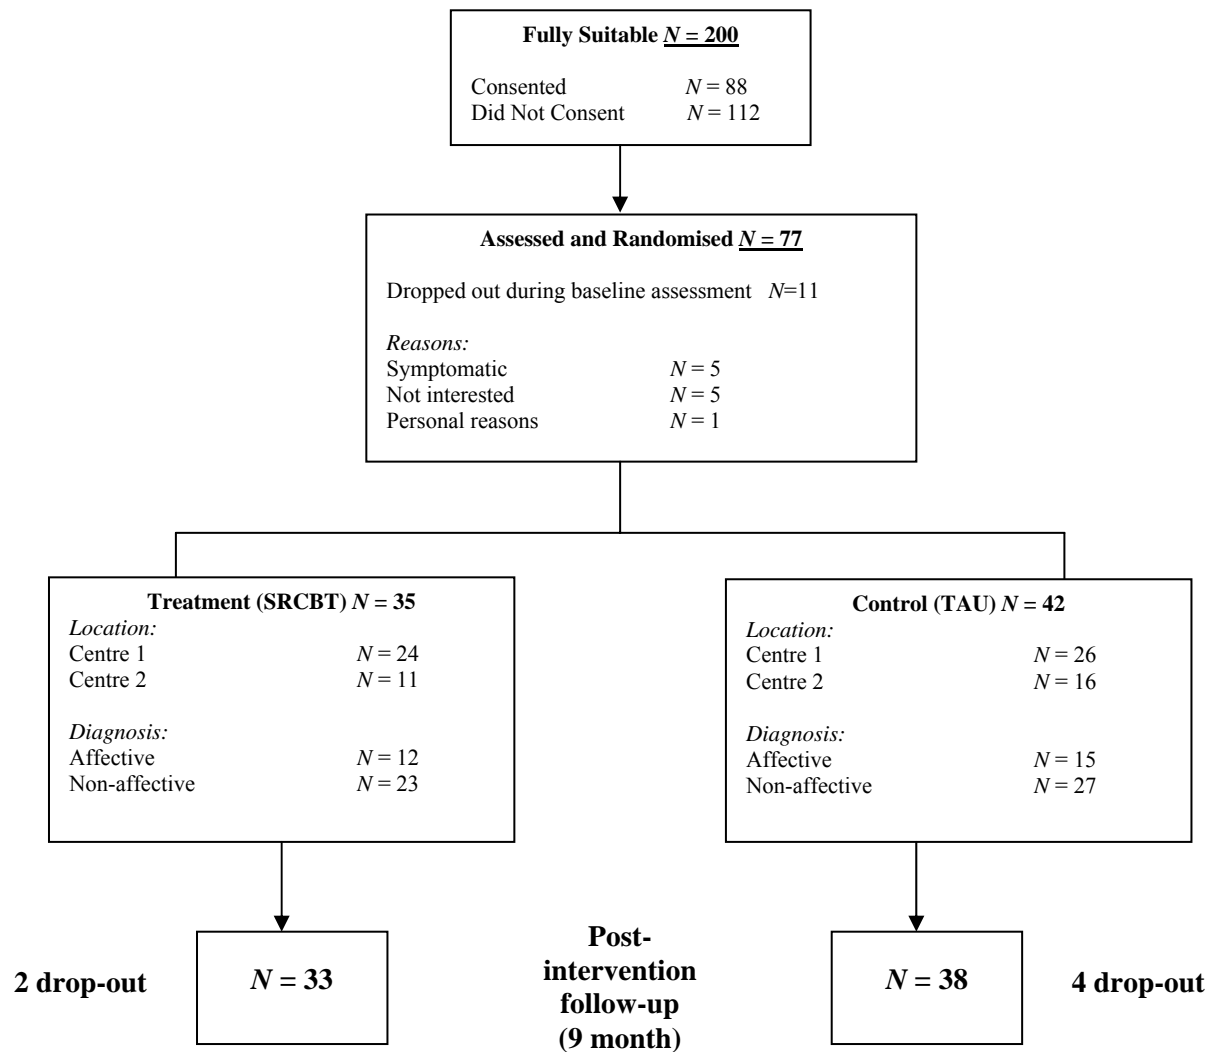 Fully Suitable N = 200
Consented N = 88
Did Not Consent N = 112
Assessed and Randomised N = 77
Dropped out during baseline assessment N=11
Reasons:
Symptomatic N = 5
Not interested N = 5
Personal reasons N = 1
Treatment (SRCBT) N = 35
Location:
Centre 1 N = 24
Centre 2 N = 11
Diagnosis:
Affective N = 12
Non-affective N = 23
Control (TAU) N = 42
Location:
Centre 1 N = 26
Centre 2 N = 16
Diagnosis:
Affective N = 15
Non-affective N = 27
2 drop-out
N = 33
Post-
intervention
follow-up
(9 month)
N = 38
4 drop-out